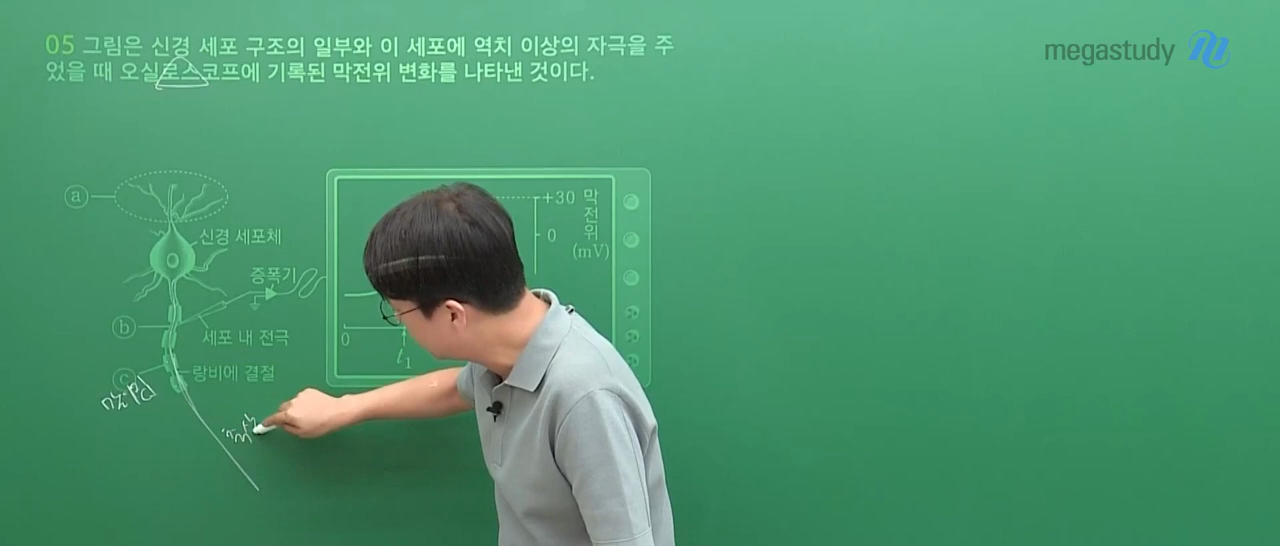 05 그림은 신경 세포 구조의 일부와 이 세포에 역치 이상의 자극을 주
었을 때 오실로스코프에 기록된 막전위 변화를 나타낸 것이다.
megastudy
ⓐ
신경 세포체
증폭기
ⓑ
세포 내 전극
ⓒ
랑비에 결절
+30
0
막전위
(mV)
0
t₁